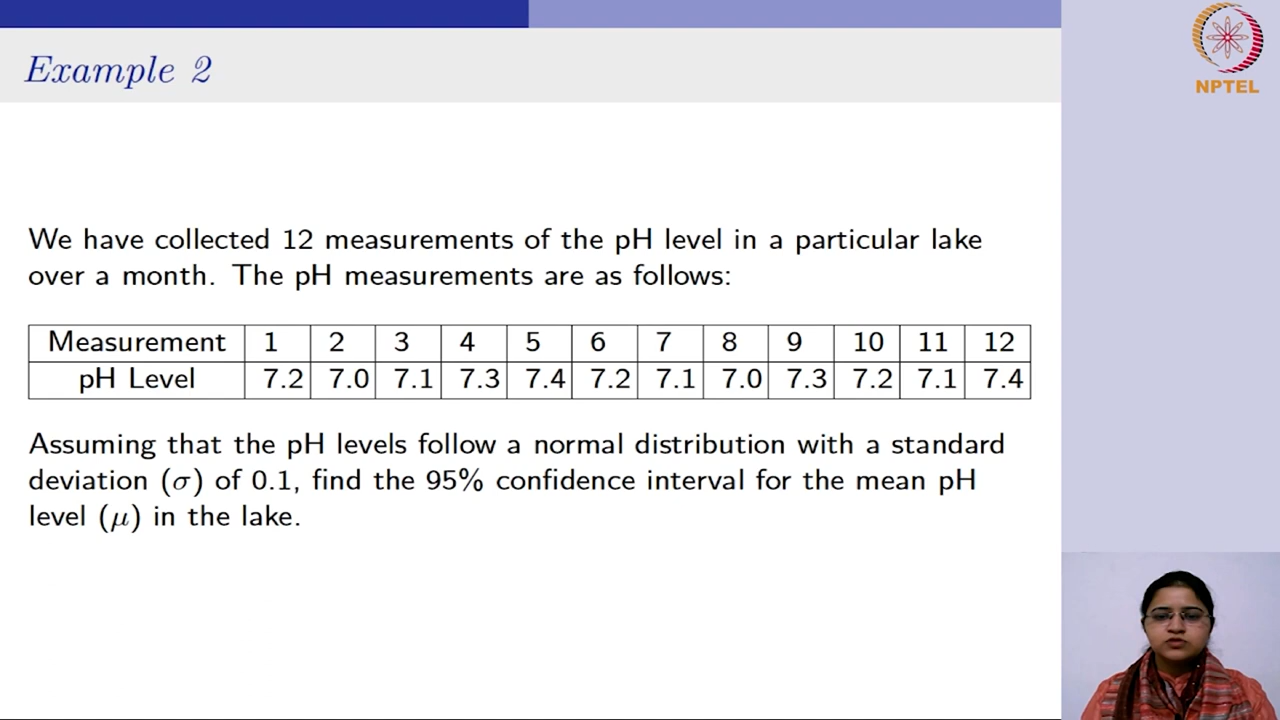 Example 2
NPTEL
We have collected 12 measurements of the pH level in a particular lake
over a month. The pH measurements are as follows:
Measurement 1 2 3 4 5 6 7 8 9 10 11 12
pH Level 7.2 7.0 7.1 7.3 7.4 7.2 7.1 7.0 7.3 7.2 7.1 7.4
Assuming that the pH levels follow a normal distribution with a standard
deviation (σ) of 0.1, find the 95% confidence interval for the mean pH
level (μ) in the lake.